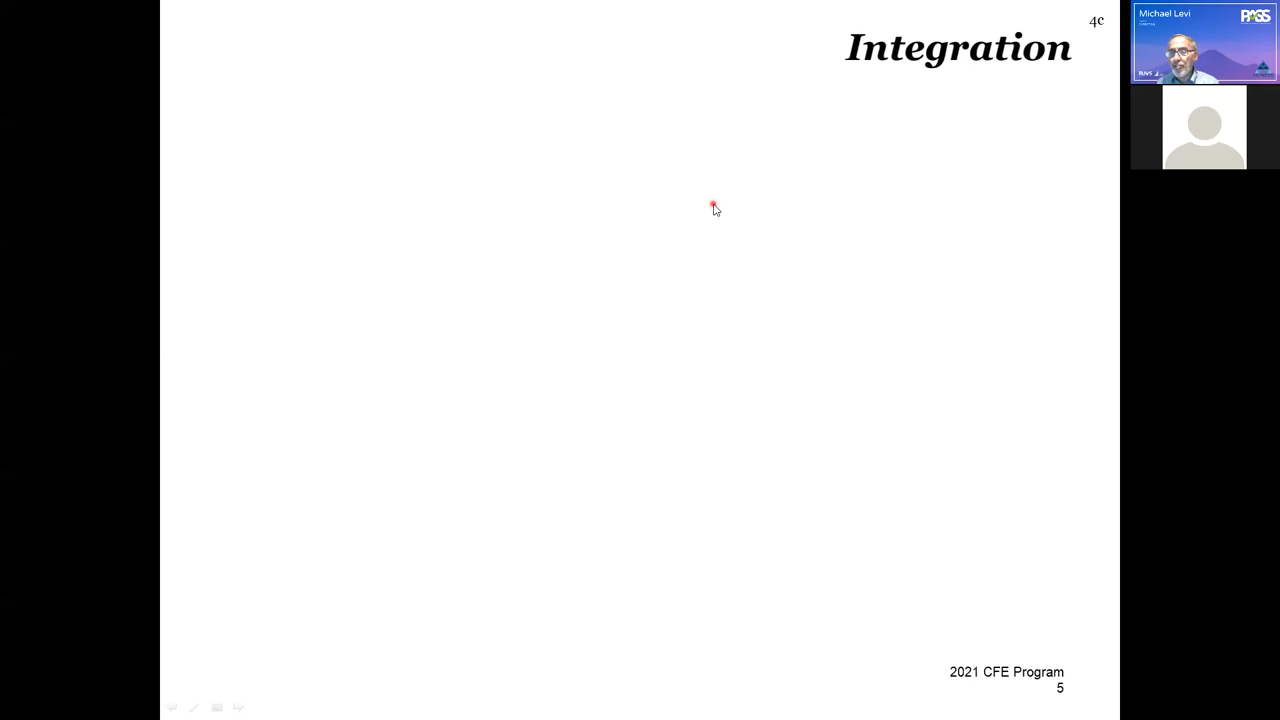 4c
Integration
2021 CFE Program
5
Michael Levi
PASS